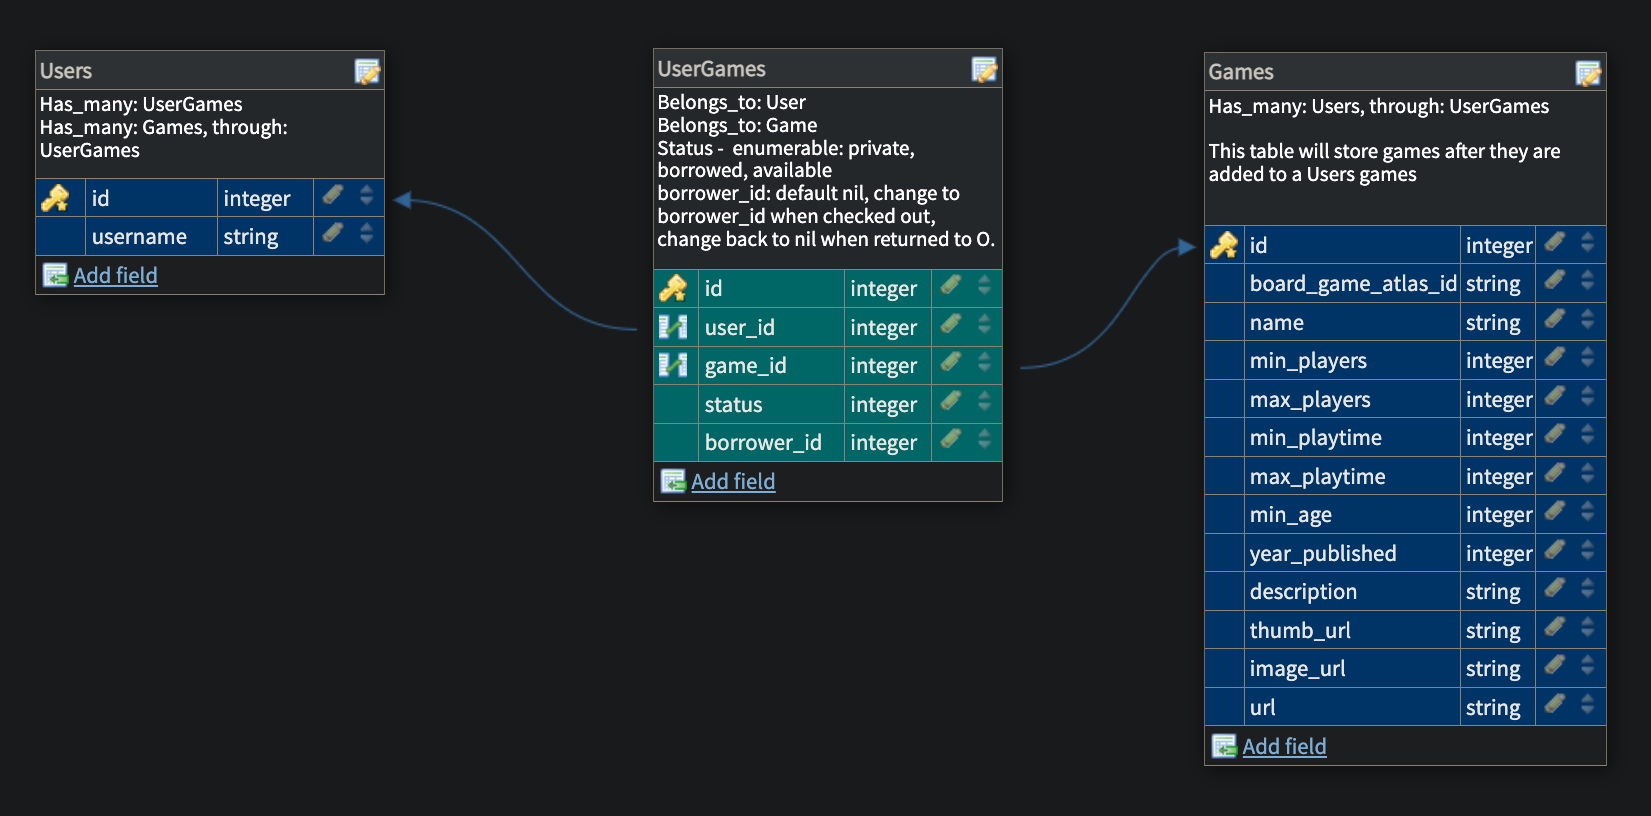 Users
Has_many: UserGames
Has_many: Games, through:
UserGames
id integer
username string
Add field
UserGames
Belongs_to: User
Belongs_to: Game
Status - enumerable: private,
borrowed, available
borrower_id: default nil, change to
borrower_id when checked out,
change back to nil when returned to O.
id integer
user_id integer
game_id integer
status integer
borrower_id integer
Add field
Games
Has_many: Users, through: UserGames
This table will store games after they are
added to a Users games
id integer
board_game_atlas_id string
name string
min_players integer
max_players integer
min_playtime integer
max_playtime integer
min_age integer
year_published integer
description string
thumb_url string
image_url string
url string
Add field